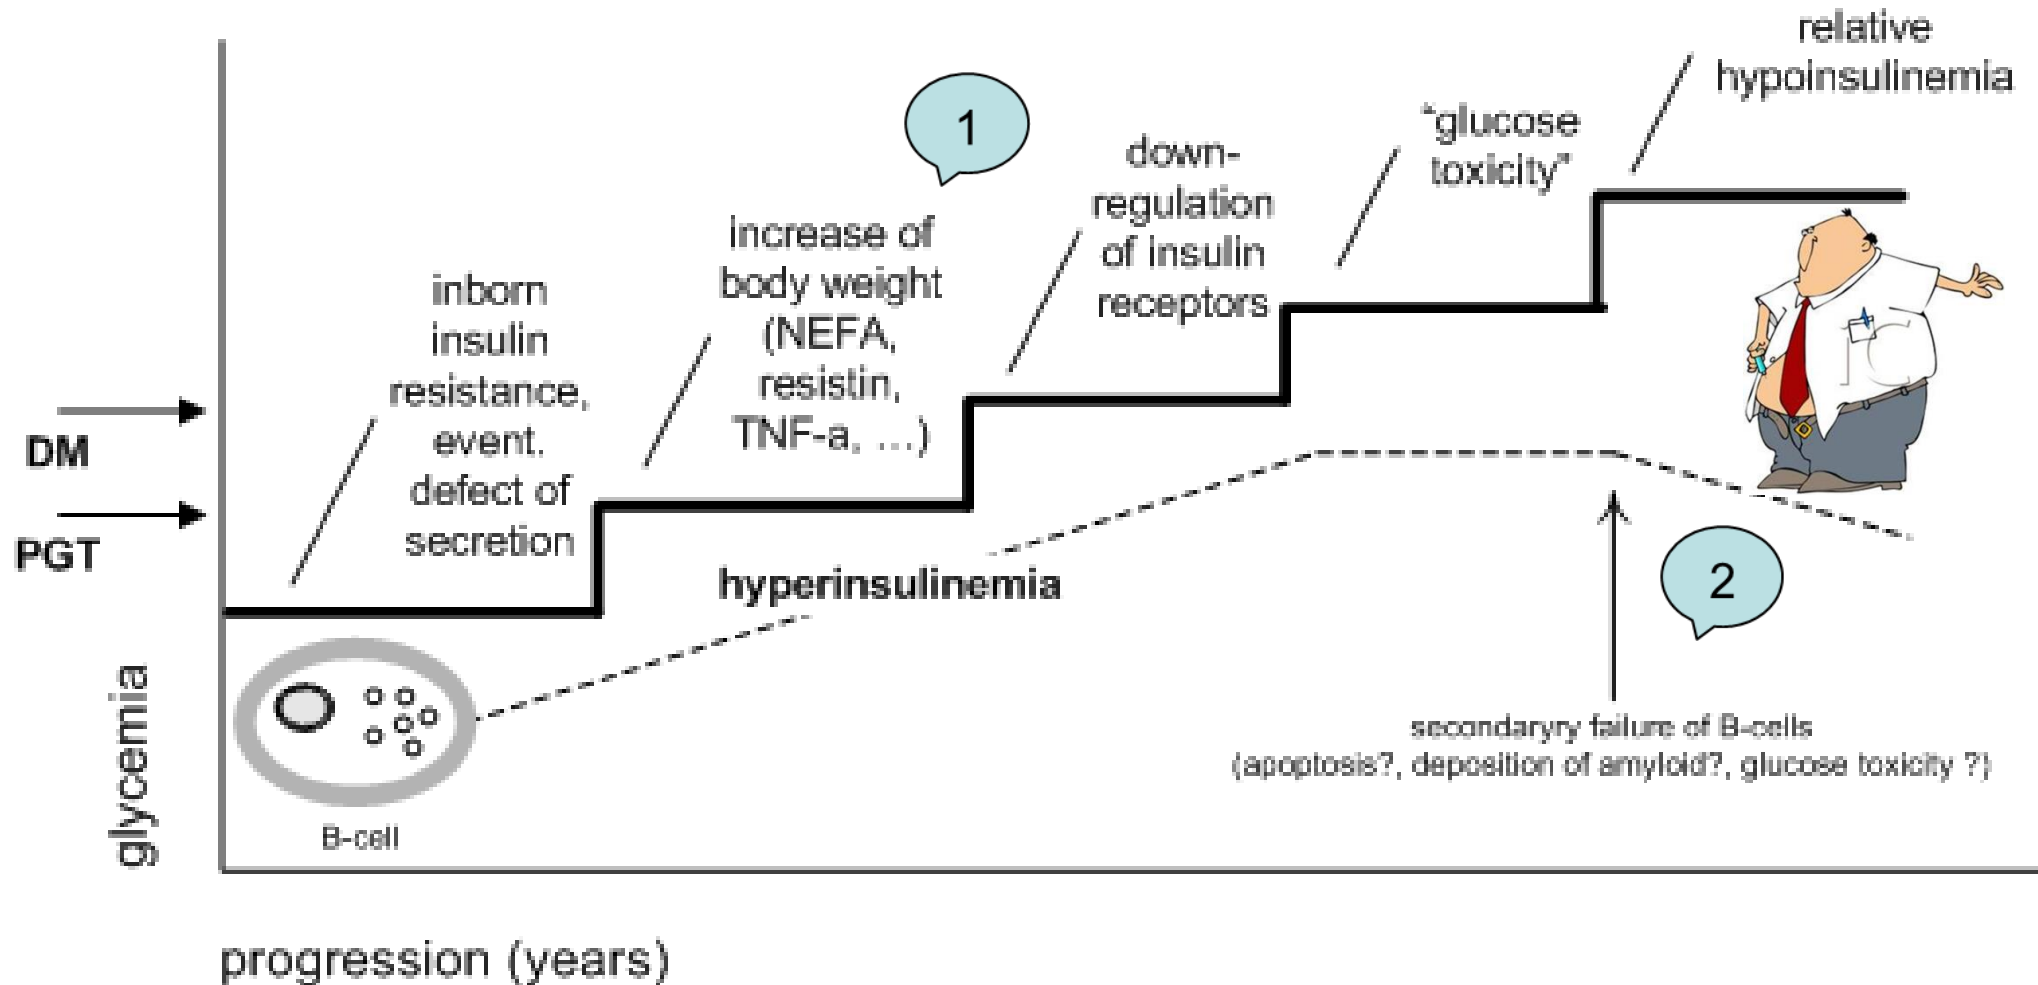 relative
hypoinsulinemia
1
"glucose
toxicity"
down-
regulation
of insulin
receptors
increase of
body weight
(NEFA,
resistin,
TNF-a, ...)
inborn
insulin
resistance,
event.
defect of
secretion
DM
PGT
hyperinsulinemia
2
glycemia
B-cell
secondaryry failure of B-cells
(apoptosis?, deposition of amyloid?, glucose toxicity ?)
progression (years)